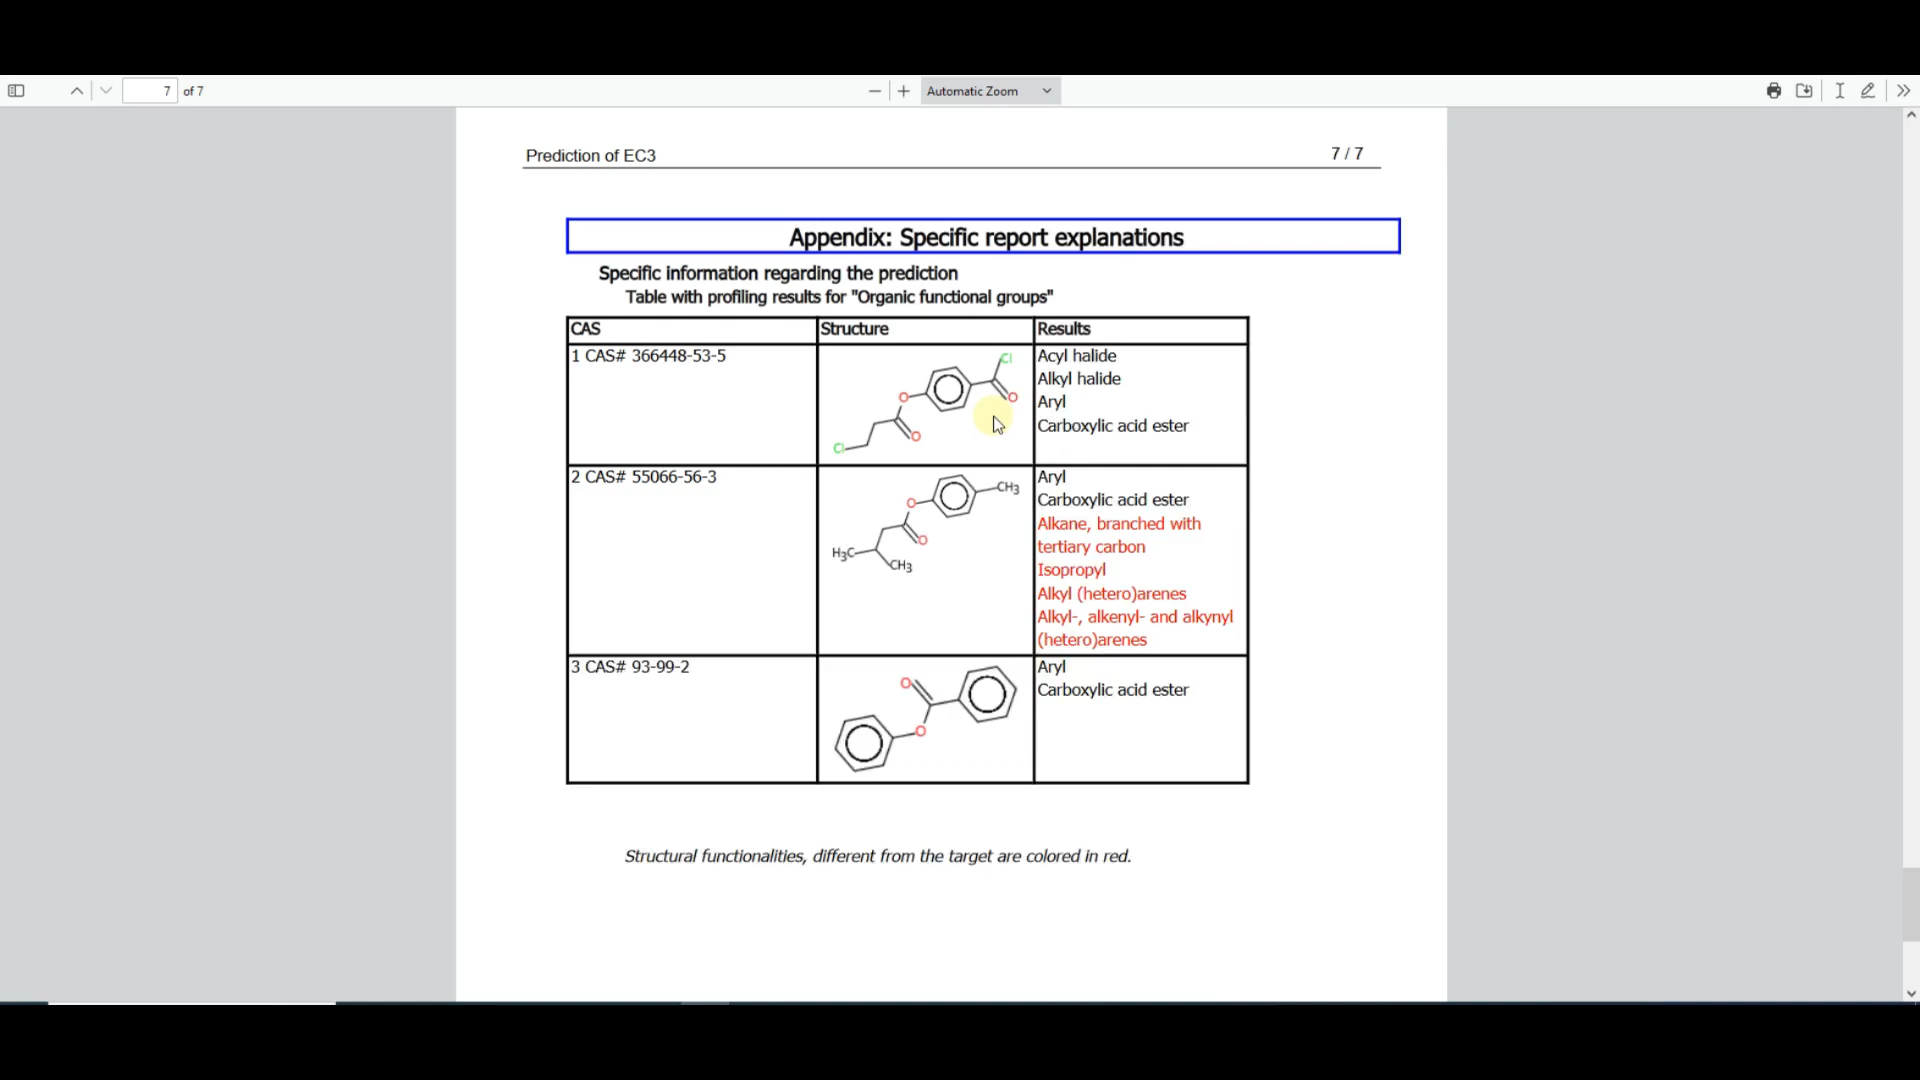 7 of 7
Automatic Zoom
Prediction of EC3
7 / 7
Appendix: Specific report explanations
Specific information regarding the prediction
Table with profiling results for "Organic functional groups"
CAS Structure Results
1 CAS# 366448-53-5
Cl
O
O
O
Cl
Acyl halide
Alkyl halide
Aryl
Carboxylic acid ester
2 CAS# 55066-56-3
CH3
O
O
H3C
CH3
Aryl
Carboxylic acid ester
Alkane, branched with
tertiary carbon
Isopropyl
Alkyl (hetero)arenes
Alkyl-, alkenyl- and alkynyl
(hetero)arenes
3 CAS# 93-99-2
O
O
Aryl
Carboxylic acid ester
Structural functionalities, different from the target are colored in red.